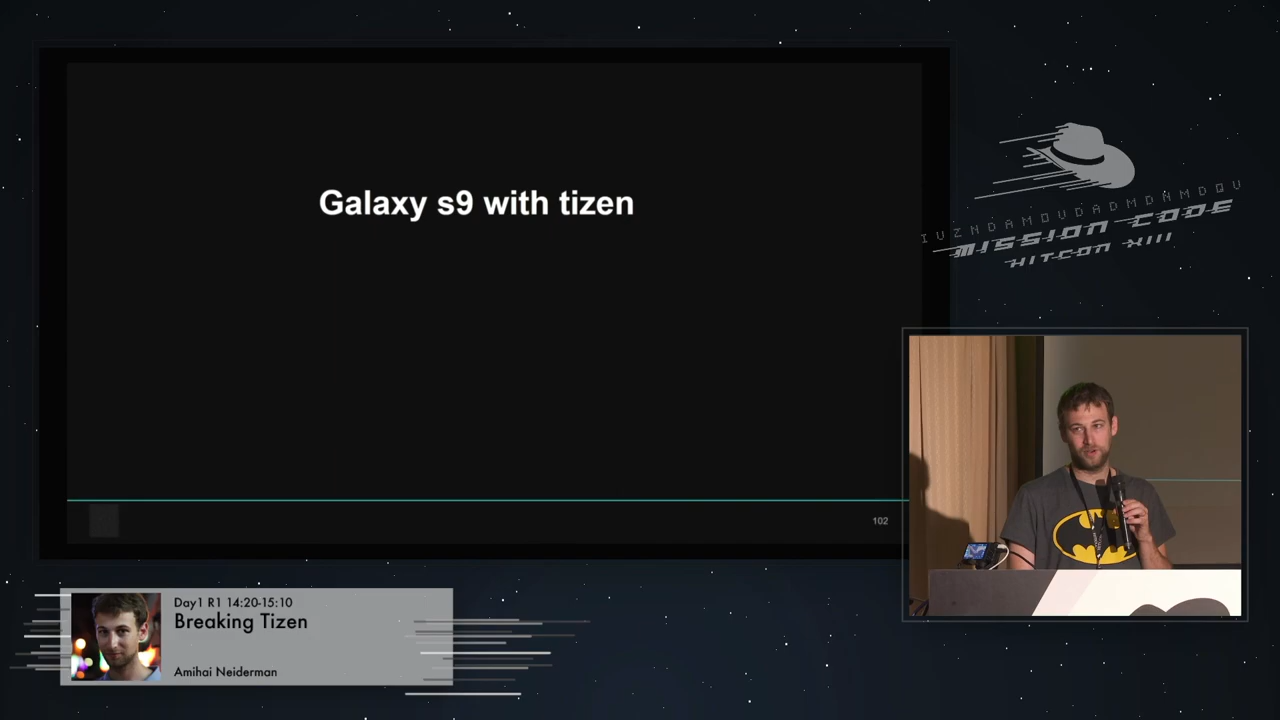 Galaxy s9 with tizen
102
IVZNDAMOVDADMDNMDQV
MISSION CODE
HITCON XIII
Day1 R1 14:20-15:10
Breaking Tizen
Amihai Neiderman